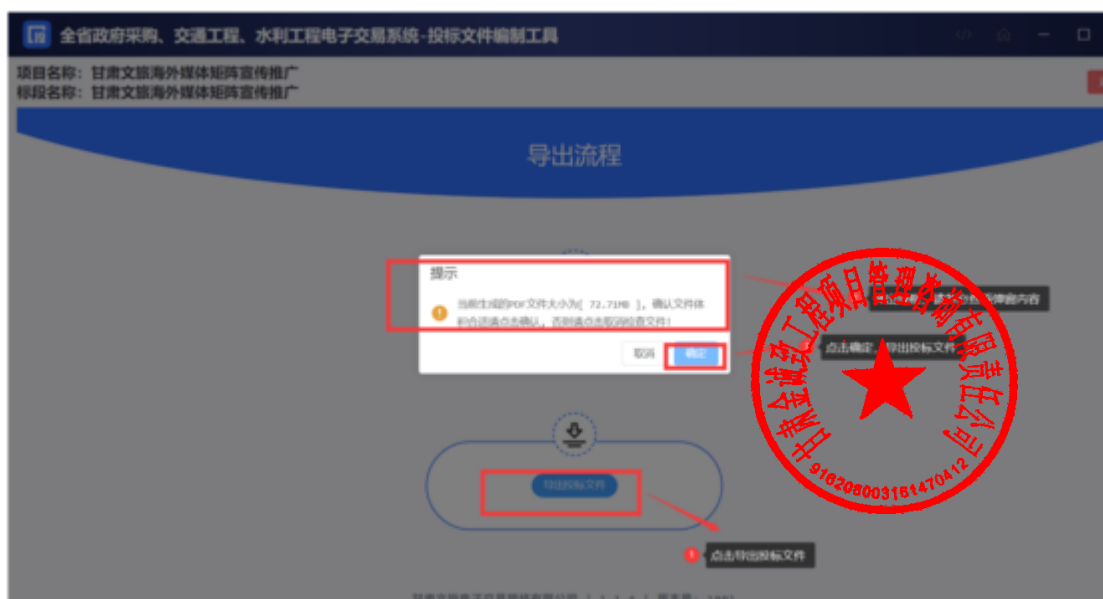 全省政府采购、交通工程、水利工程电子交易系统-投标文件编制工具
项目名称：甘肃文旅海外媒体矩阵宣传推广
标段名称：甘肃文旅海外媒体矩阵宣传推广
导出流程
提示
当前生成的PDF文件大小为[ 72.71MB ]，确认文件体
积合适请点击确认，否则请点击取消检查文件！
取消
确定
弹窗内容
点击确定，导出投标文件
导出投标文件
1
点击导出投标文件
甘肃金诚筑工程项目管理咨询有限责任公司